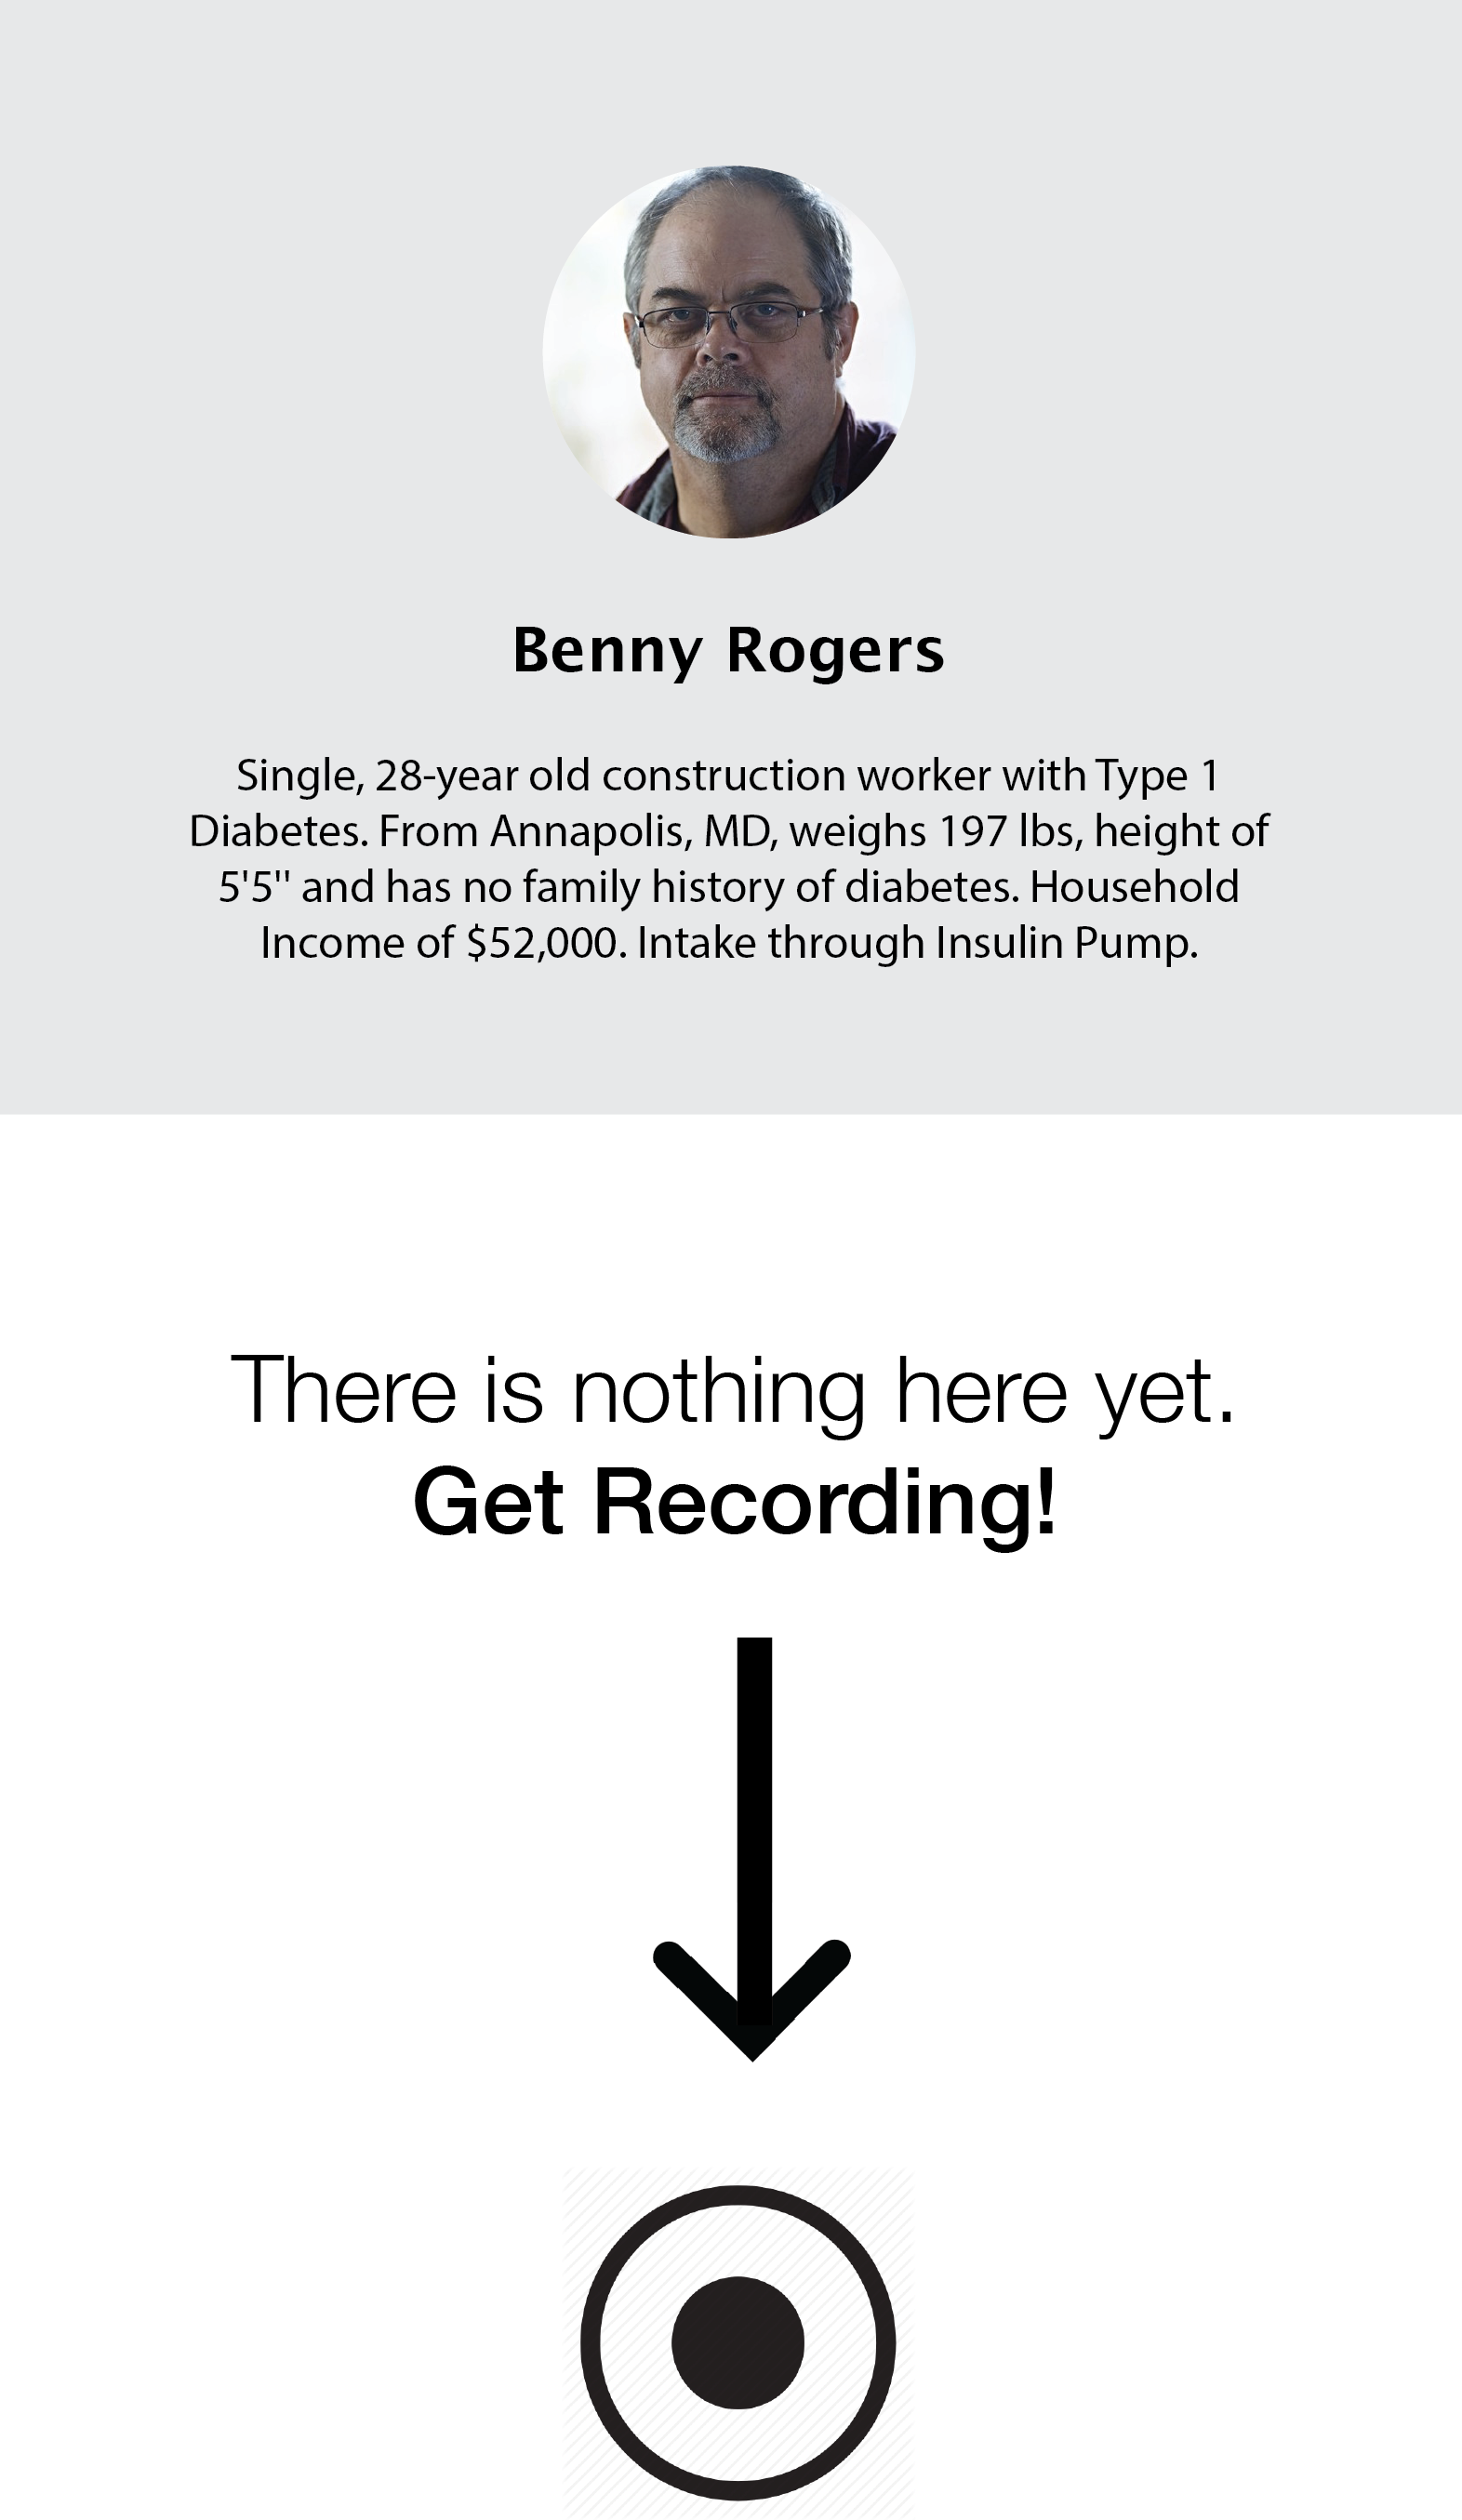 Benny Rogers
Single, 28-year old construction worker with Type 1
Diabetes. From Annapolis, MD, weighs 197 lbs, height of
5'5'' and has no family history of diabetes. Household
Income of $52,000. Intake through Insulin Pump.
There is nothing here yet.
Get Recording!